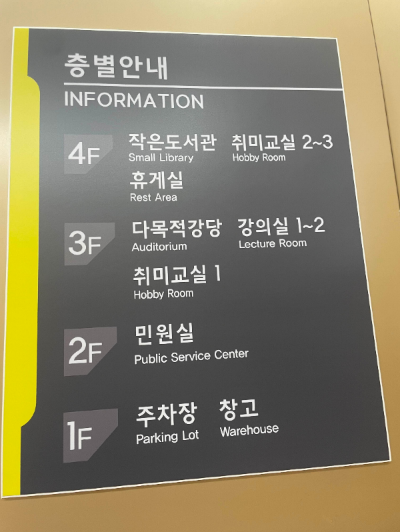 층별안내
INFORMATION
4F 작은도서관 취미교실 2~3
Small Library Hobby Room
휴게실
Rest Area
3F 다목적강당 강의실 1~2
Auditorium Lecture Room
취미교실 1
Hobby Room
2F 민원실
Public Service Center
1F 주차장 창고
Parking Lot Warehouse